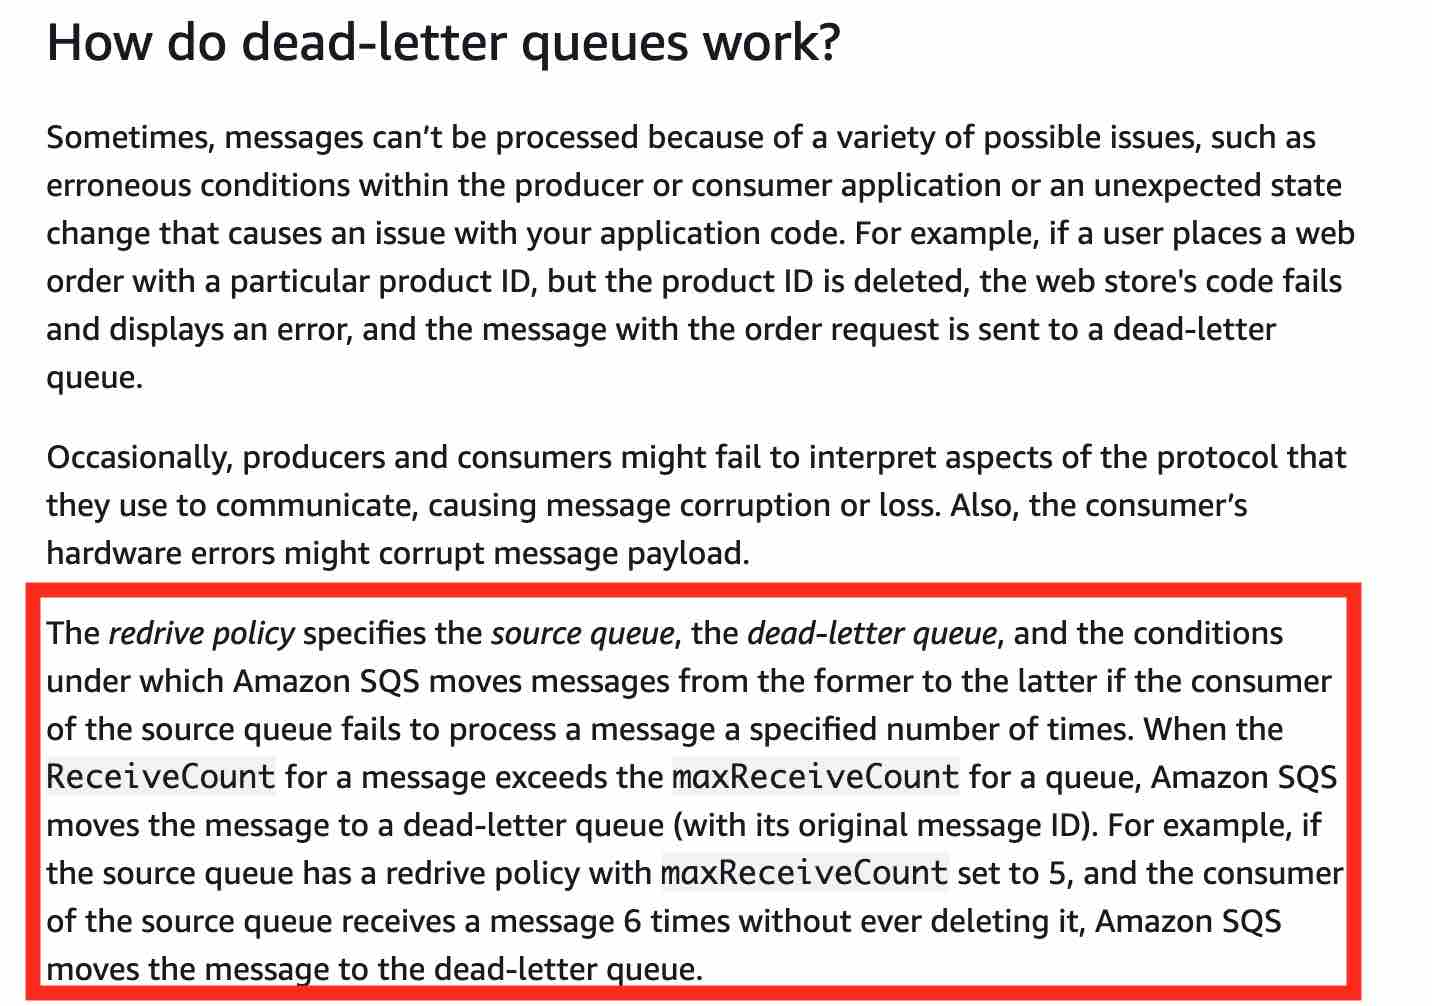 How do dead-letter queues work?
Sometimes, messages can’t be processed because of a variety of possible issues, such as
erroneous conditions within the producer or consumer application or an unexpected state
change that causes an issue with your application code. For example, if a user places a web
order with a particular product ID, but the product ID is deleted, the web store's code fails
and displays an error, and the message with the order request is sent to a dead-letter
queue.
Occasionally, producers and consumers might fail to interpret aspects of the protocol that
they use to communicate, causing message corruption or loss. Also, the consumer’s
hardware errors might corrupt message payload.
The redrive policy specifies the source queue, the dead-letter queue, and the conditions
under which Amazon SQS moves messages from the former to the latter if the consumer
of the source queue fails to process a message a specified number of times. When the
ReceiveCount for a message exceeds the maxReceiveCount for a queue, Amazon SQS
moves the message to a dead-letter queue (with its original message ID). For example, if
the source queue has a redrive policy with maxReceiveCount set to 5, and the consumer
of the source queue receives a message 6 times without ever deleting it, Amazon SQS
moves the message to the dead-letter queue.